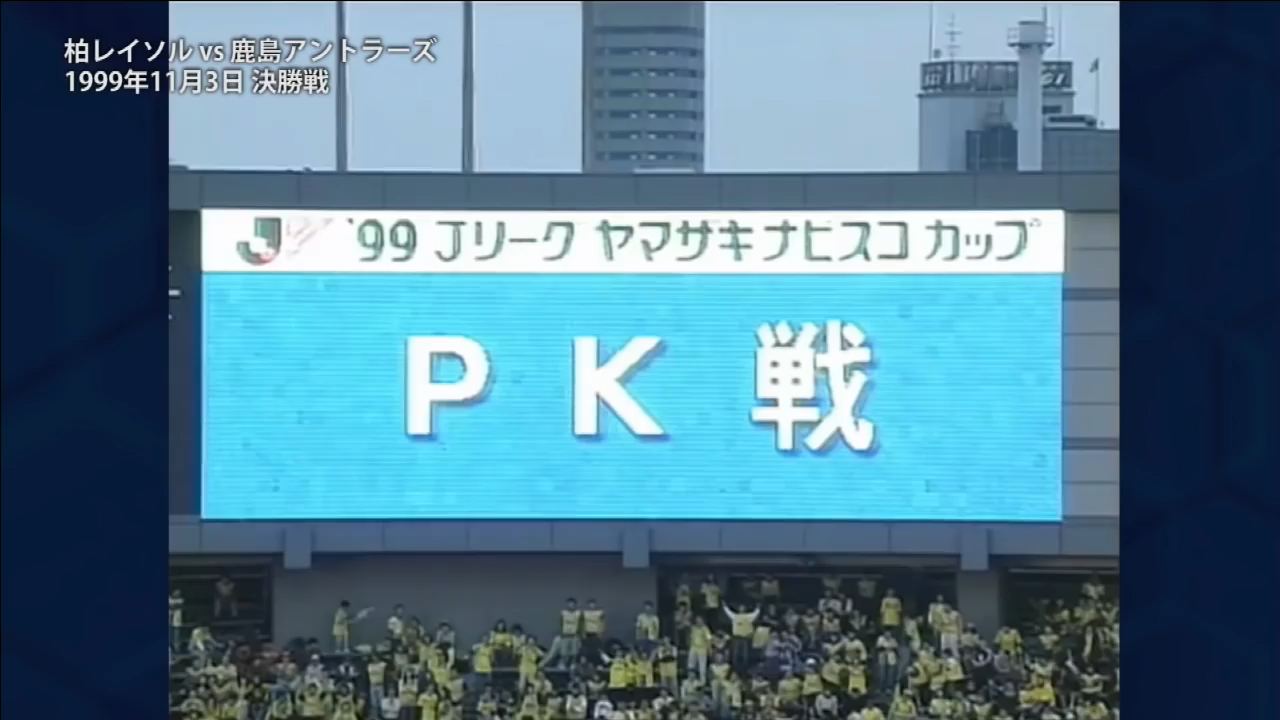 柏レイソル vs 鹿島アントラーズ
1999年11月3日 決勝戦
J '99 Jリーグ ヤマザキナビスコ カップ
PK戦